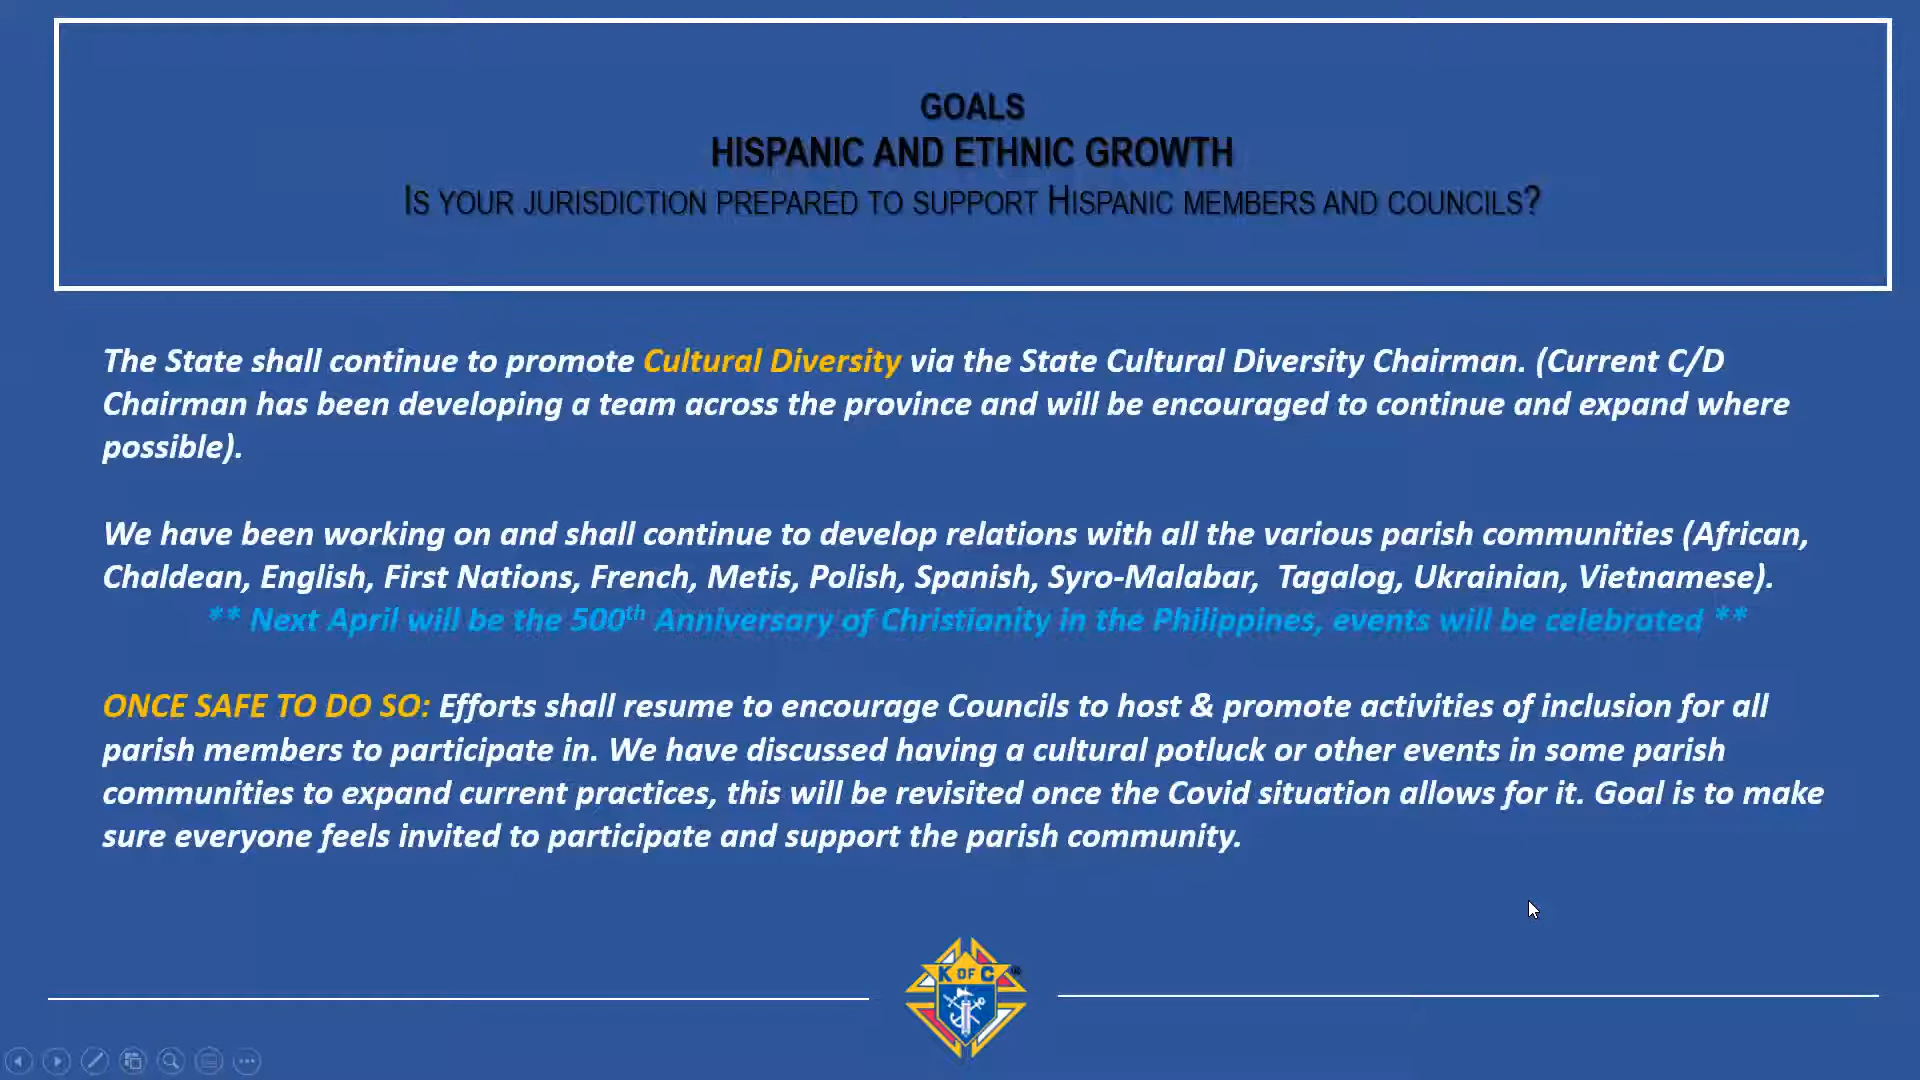 GOALS
HISPANIC AND ETHNIC GROWTH
IS YOUR JURISDICTION PREPARED TO SUPPORT HISPANIC MEMBERS AND COUNCILS?
The State shall continue to promote Cultural Diversity via the State Cultural Diversity Chairman. (Current C/D
Chairman has been developing a team across the province and will be encouraged to continue and expand where
possible).
We have been working on and shall continue to develop relations with all the various parish communities (African,
Chaldean, English, First Nations, French, Metis, Polish, Spanish, Syro-Malabar, Tagalog, Ukrainian, Vietnamese).
** Next April will be the 500th Anniversary of Christianity in the Philippines, events will be celebrated **
ONCE SAFE TO DO SO: Efforts shall resume to encourage Councils to host & promote activities of inclusion for all
parish members to participate in. We have discussed having a cultural potluck or other events in some parish
communities to expand current practices, this will be revisited once the Covid situation allows for it. Goal is to make
sure everyone feels invited to participate and support the parish community.
K OF C